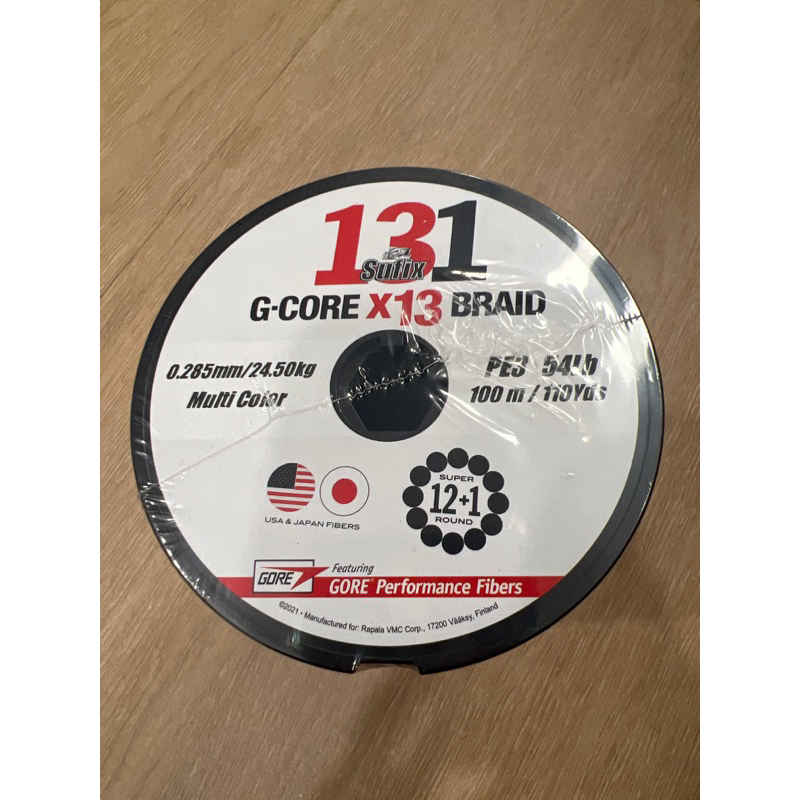 131
Sufix
G-CORE X13 BRAID
0.285mm/24.50kg
Multi Color
PE3 54Lb
100 m / 110Yds
USA & JAPAN FIBERS
SUPER
12+1
ROUND
GORE
Featuring
GORE® Performance Fibers
©2021 • Manufactured for: Rapala VMC Corp., 17200 Vääksy, Finland